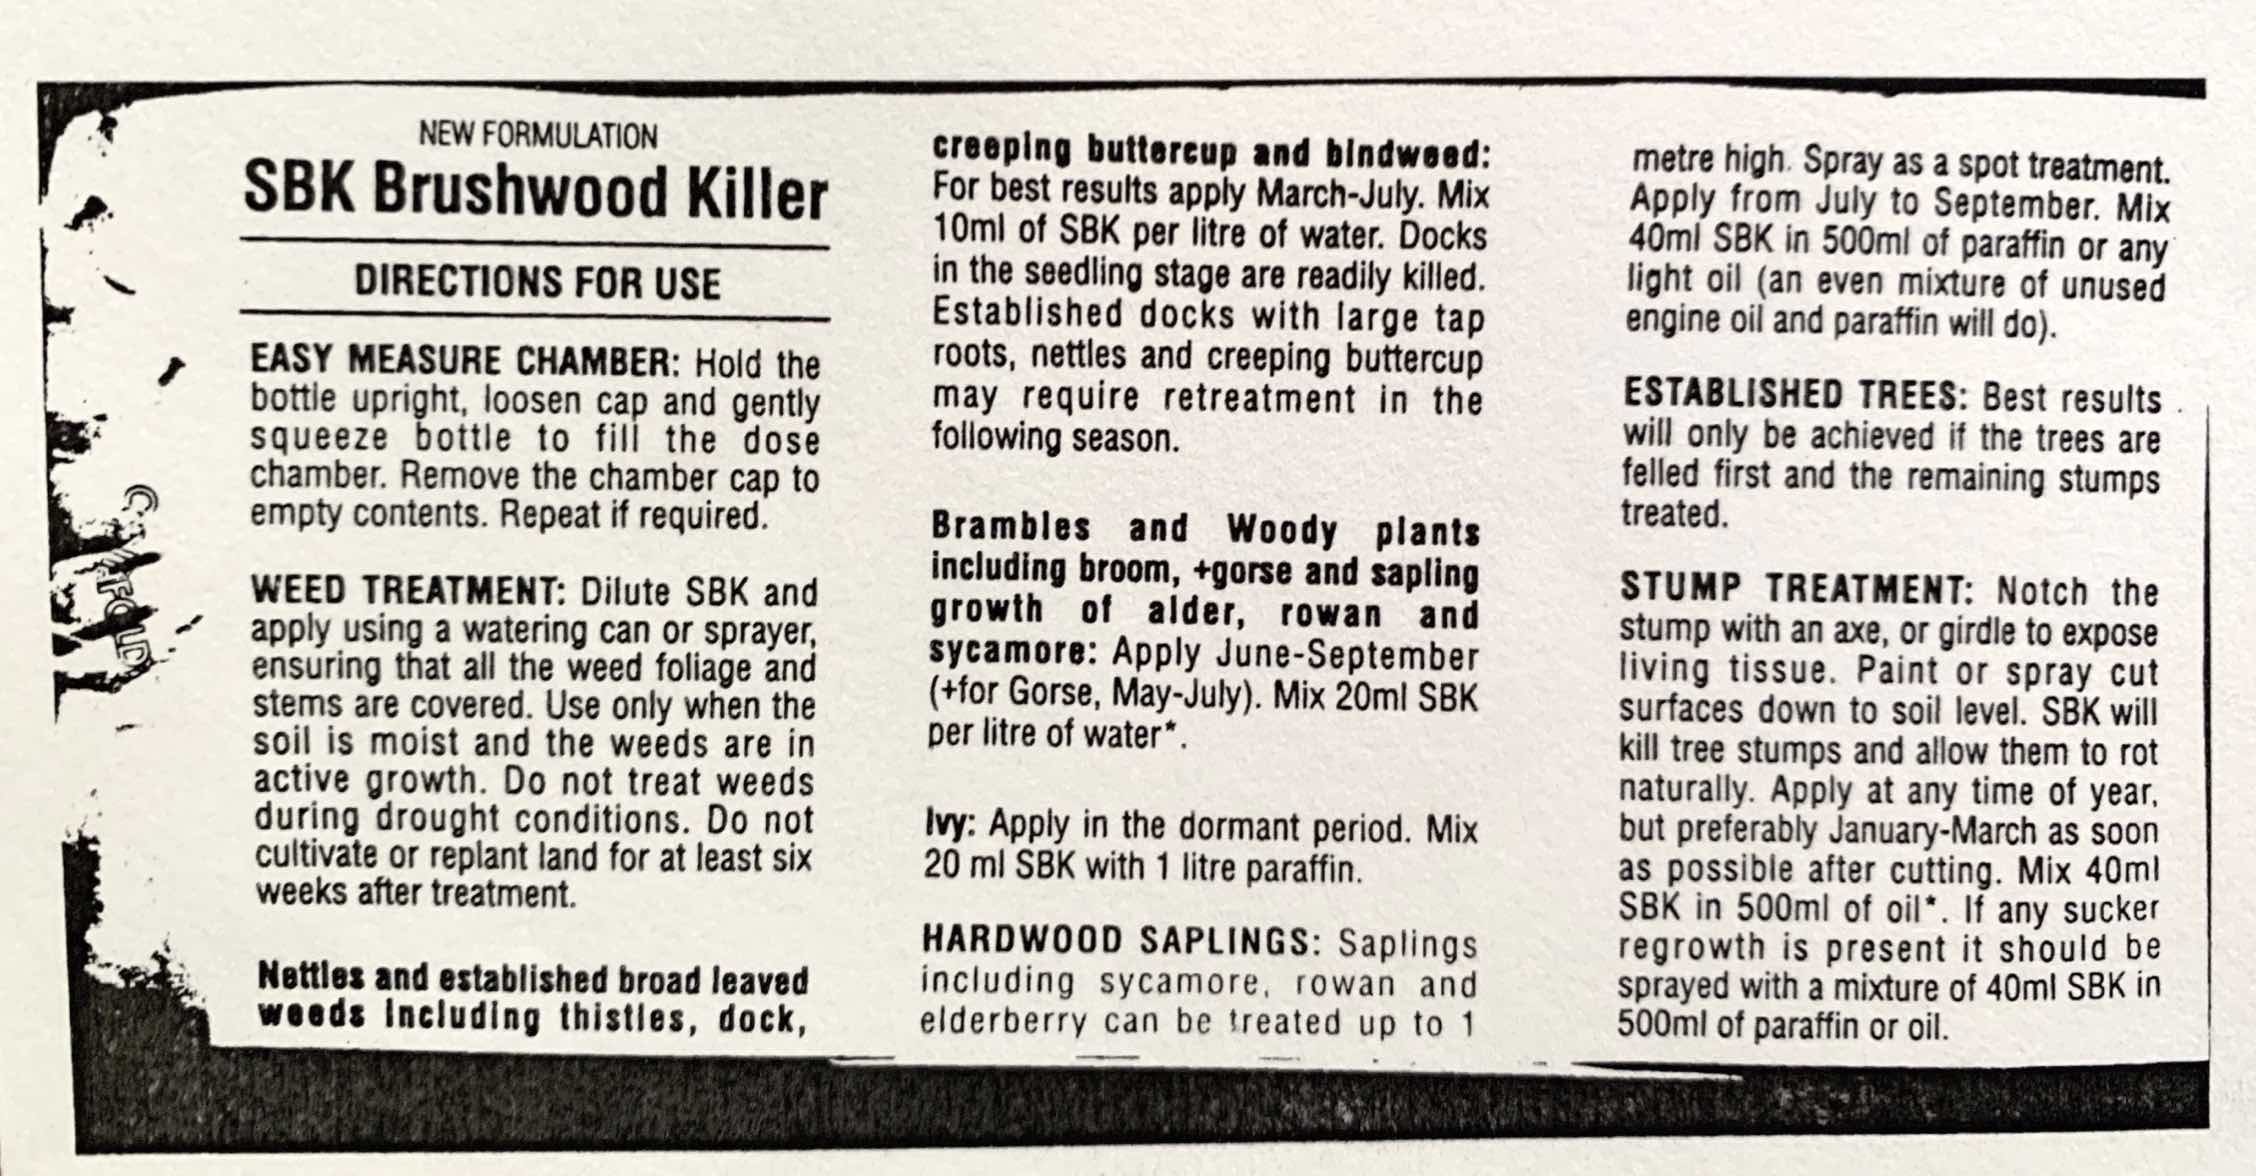 NEW FORMULATION
SBK Brushwood Killer
DIRECTIONS FOR USE
EASY MEASURE CHAMBER: Hold the
bottle upright, loosen cap and gently
squeeze bottle to fill the dose
chamber. Remove the chamber cap to
empty contents. Repeat if required.
WEED TREATMENT: Dilute SBK and
apply using a watering can or sprayer,
ensuring that all the weed foliage and
stems are covered. Use only when the
soil is moist and the weeds are in
active growth. Do not treat weeds
during drought conditions. Do not
cultivate or replant land for at least six
weeks after treatment.
Nettles and established broad leaved
weeds including thistles, dock,
creeping buttercup and bindweed:
For best results apply March-July. Mix
10ml of SBK per litre of water. Docks
in the seedling stage are readily killed.
Established docks with large tap
roots, nettles and creeping buttercup
may require retreatment in the
following season.
Brambles and Woody plants
including broom, +gorse and sapling
growth of alder, rowan and
sycamore: Apply June-September
(+for Gorse, May-July). Mix 20ml SBK
per litre of water*.
Ivy: Apply in the dormant period. Mix
20 ml SBK with 1 litre paraffin.
HARDWOOD SAPLINGS: Saplings
including sycamore, rowan and
elderberry can be treated up to 1
metre high. Spray as a spot treatment.
Apply from July to September. Mix
40ml SBK in 500ml of paraffin or any
light oil (an even mixture of unused
engine oil and paraffin will do).
ESTABLISHED TREES: Best results
will only be achieved if the trees are
felled first and the remaining stumps
treated.
STUMP TREATMENT: Notch the
stump with an axe, or girdle to expose
living tissue. Paint or spray cut
surfaces down to soil level. SBK will
kill tree stumps and allow them to rot
naturally. Apply at any time of year,
but preferably January-March as soon
as possible after cutting. Mix 40ml
SBK in 500ml of oil*. If any sucker
regrowth is present it should be
sprayed with a mixture of 40ml SBK in
500ml of paraffin or oil.